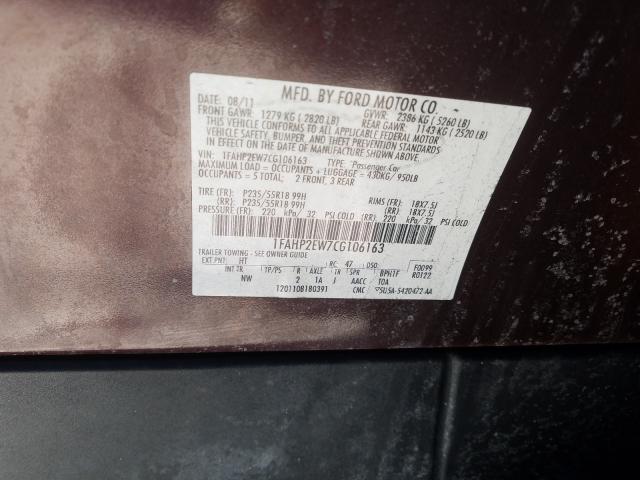 MFD. BY FORD MOTOR CO.
DATE: 08/11 GVWR: 2386 KG ( 5260 LB)
FRONT GAWR: 1279 KG ( 2820 LB) REAR GAWR: 1143 KG ( 2520 LB)
THIS VEHICLE CONFORMS TO ALL APPLICABLE FEDERAL MOTOR
VEHICLE SAFETY, BUMPER, AND THEFT PREVENTION STANDARDS
IN EFFECT ON THE DATE OF MANUFACTURE SHOWN ABOVE.
VIN: 1FAHP2EW7CG106163 TYPE: Passenger Car
MAXIMUM LOAD = OCCUPANTS + LUGGAGE = 430KG/ 950LB
OCCUPANTS = 5 TOTAL: 2 FRONT, 3 REAR
TIRE (FR): P235/55R18 99H RIMS (FR): 18X7.5J
(RR): P235/55R18 99H (RR): 18X7.5J
PRESSURE (FR): 220 kPa/ 32 PSI COLD (RR) 220 kPa/ 32 PSI COLD
1FAHP2EW7CG106163
TRAILER TOWING - SEE OWNER GUIDE F0099
EXT PNT: HT RC: 47 DSO: R0122
TP/PS R AXLE TR SPR BPH1F
NW 2 1A J AACC TOA
1201108180391 CMC 5U5A-5420472-AA